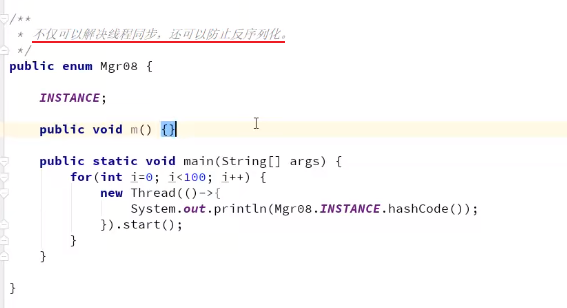 /**
 * 不仅可以解决线程同步，还可以防止反序列化。
 */
public enum Mgr08 {
    INSTANCE;
    public void m() {}
    public static void main(String[] args) {
        for(int i=0; i<100; i++) {
            new Thread(()->{
                System.out.println(Mgr08.INSTANCE.hashCode());
            }).start();
        }
    }
}